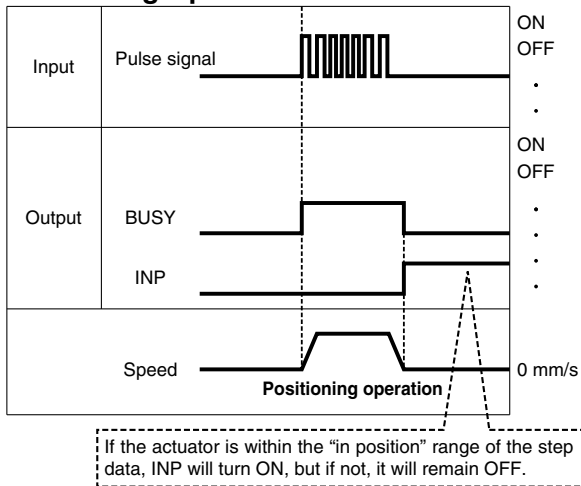 ON
Input
Pulse signal
OFF
ON
OFF
Output
BUSY
INP
Speed
0 mm/s
Positioning operation
If the actuator is within the “in position” range of the step
data, INP will turn ON, but if not, it will remain OFF.